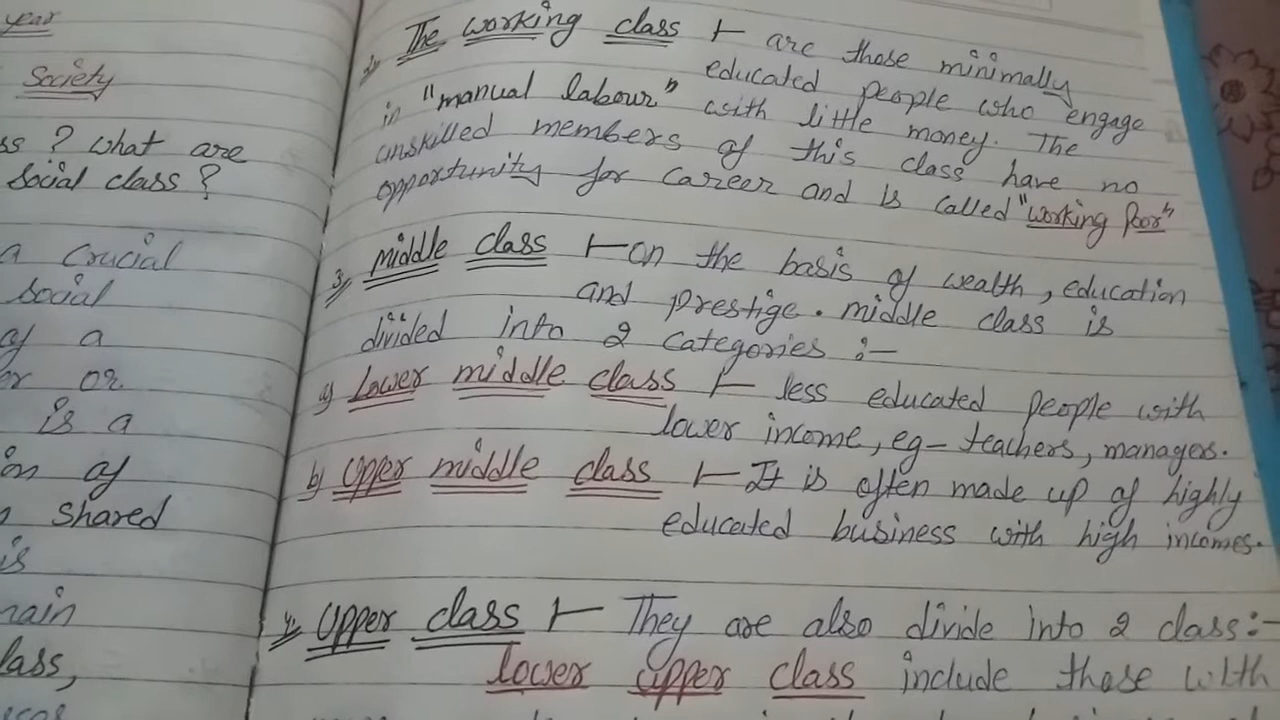 year
Society
ss ? what are
social class ?
a crucial
social
of a
er or
is a
on of
shared
is
lass,
2) The working class :- are those minimally
educated people who engage
in "manual labour" with little money. The
unskilled members of this class have no
opportunity for career and is called "working Poor"
3) Middle class :- on the basis of wealth, education
and prestige. middle class is
divided into 2 categories :-
a) Lower middle class :- less educated people with
lower income, eg- teachers, managers.
b) Upper middle class :- It is often made up of highly
educated business with high incomes.
4) Upper class :- They are also divide into 2 class:-
lower upper class include those with